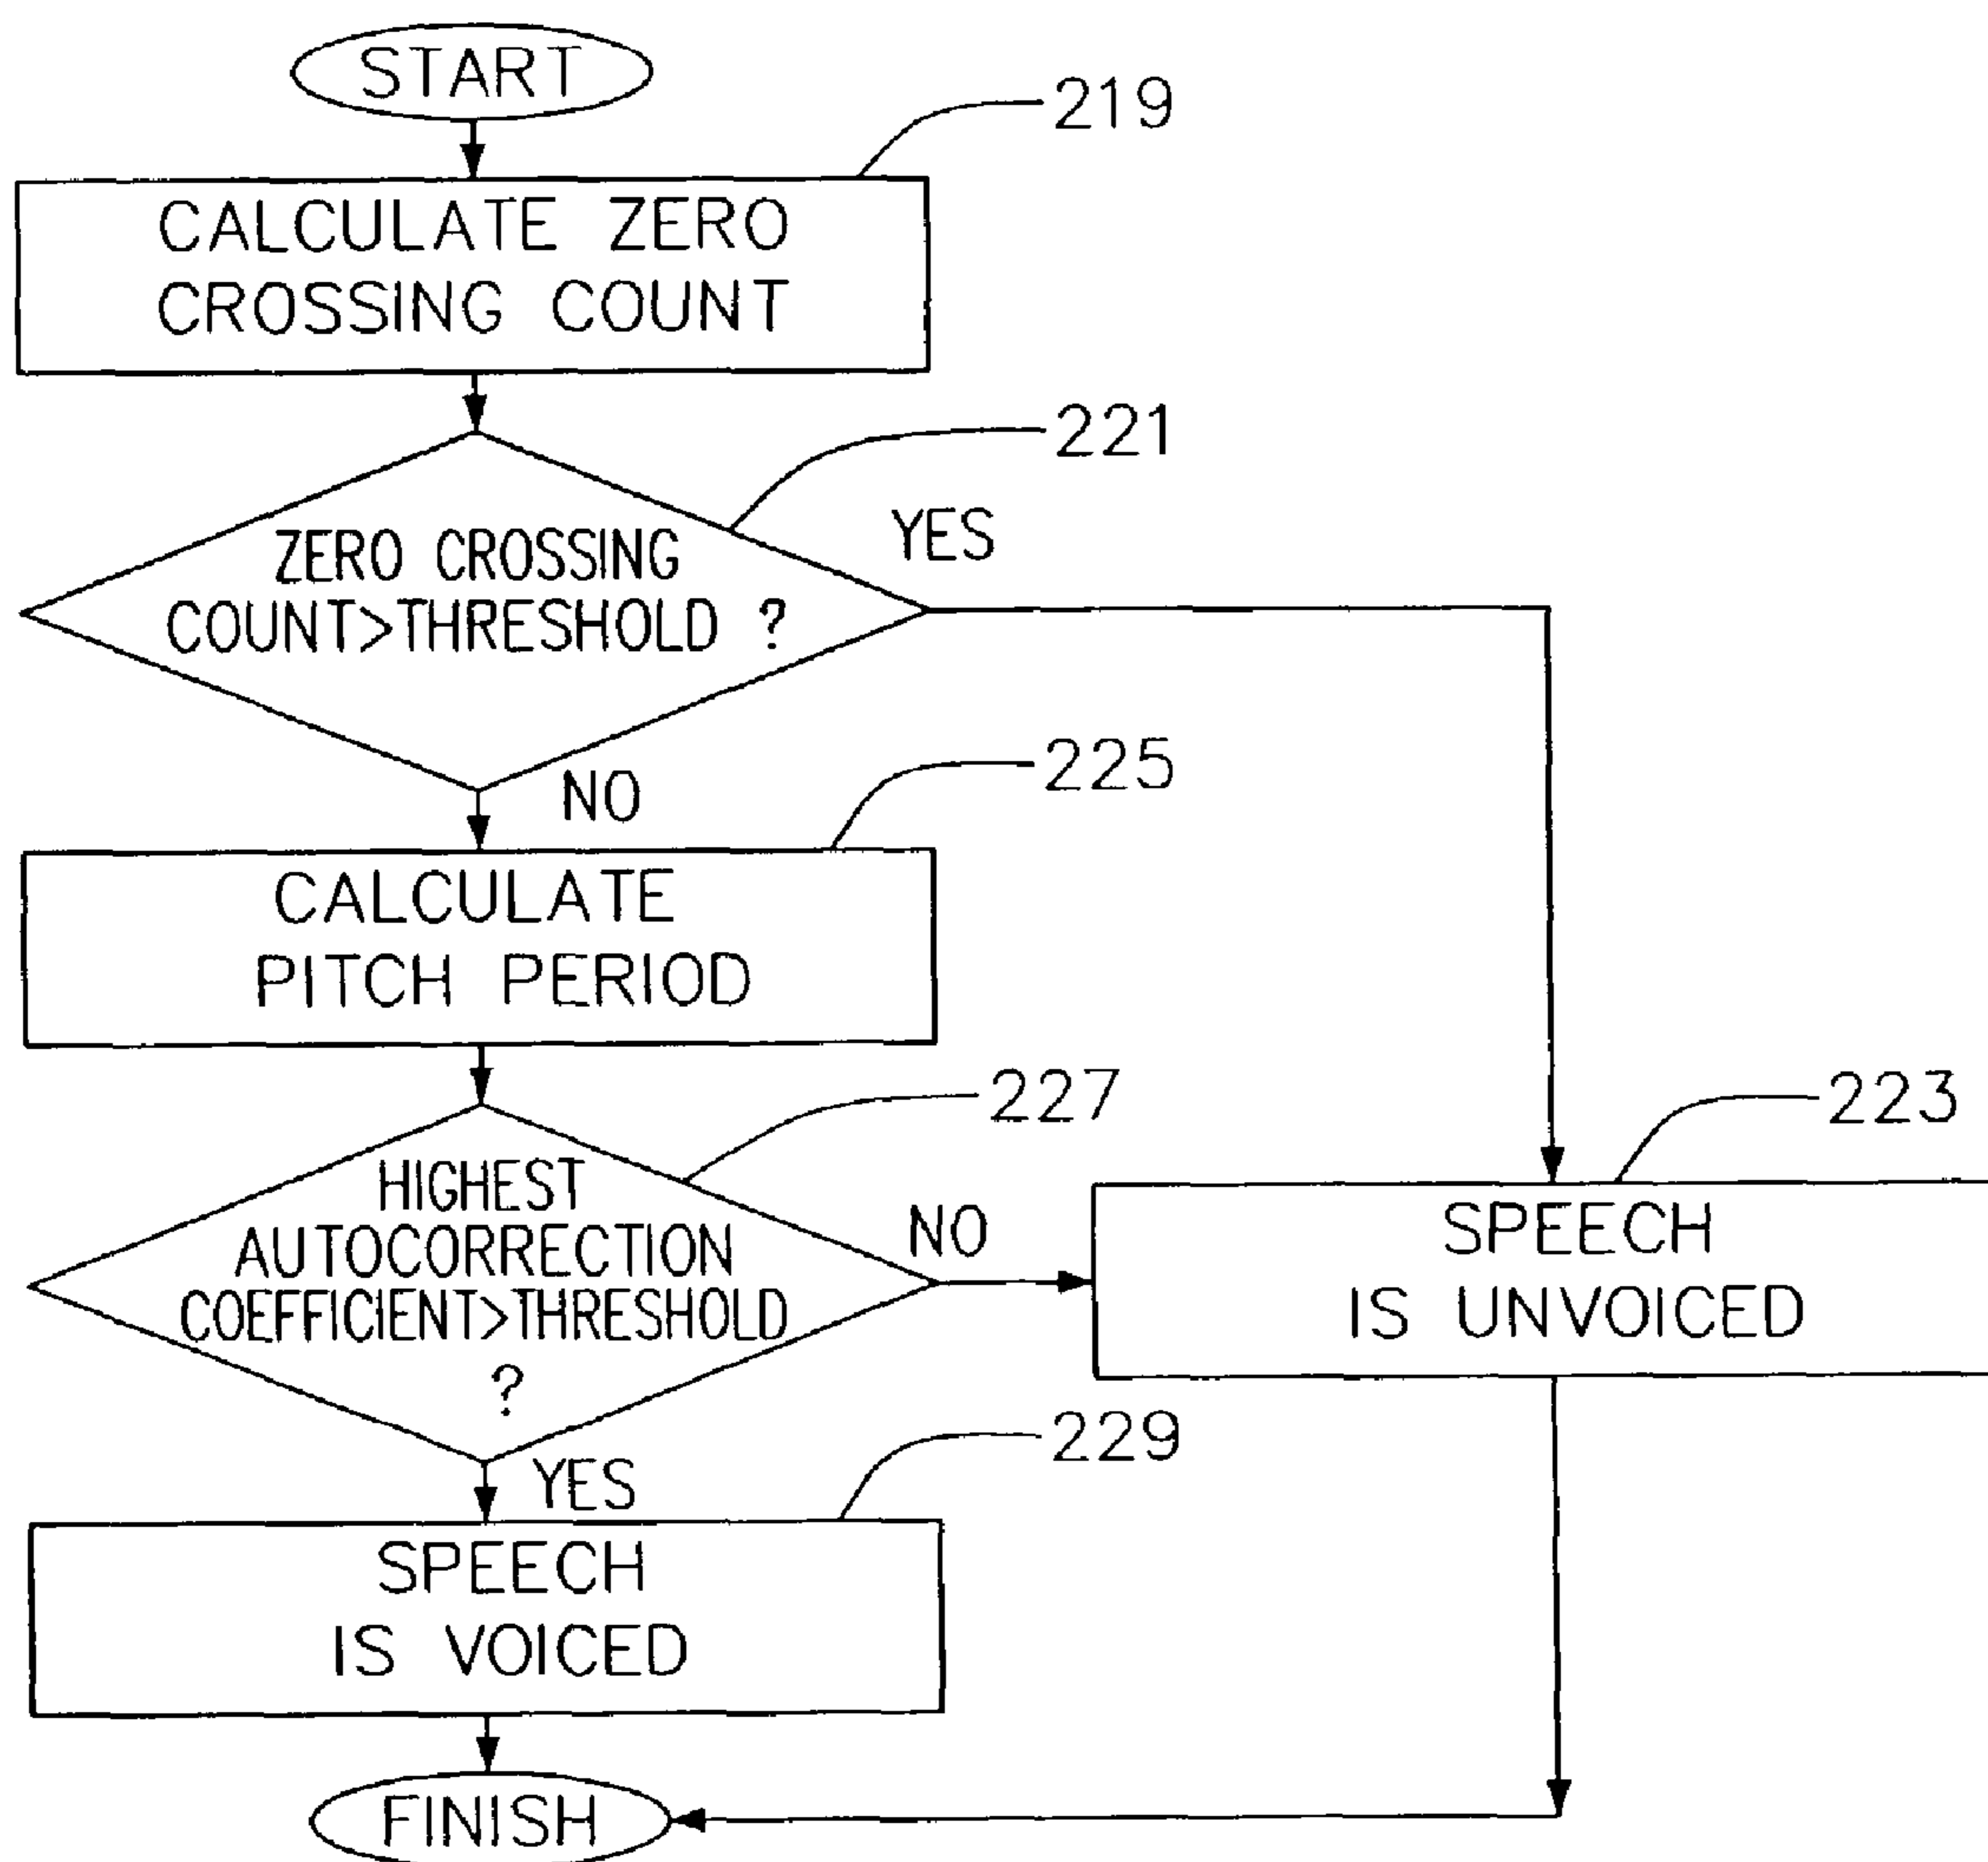 START
219
CALCULATE ZERO
CROSSING COUNT
221
YES
ZERO CROSSING
COUNT>THRESHOLD ?
225
NO
CALCULATE
PITCH PERIOD
227
223
HIGHEST
AUTOCORRECTION
COEFFICIENT>THRESHOLD
?
NO
SPEECH
IS UNVOICED
229
YES
SPEECH
IS VOICED
FINISH